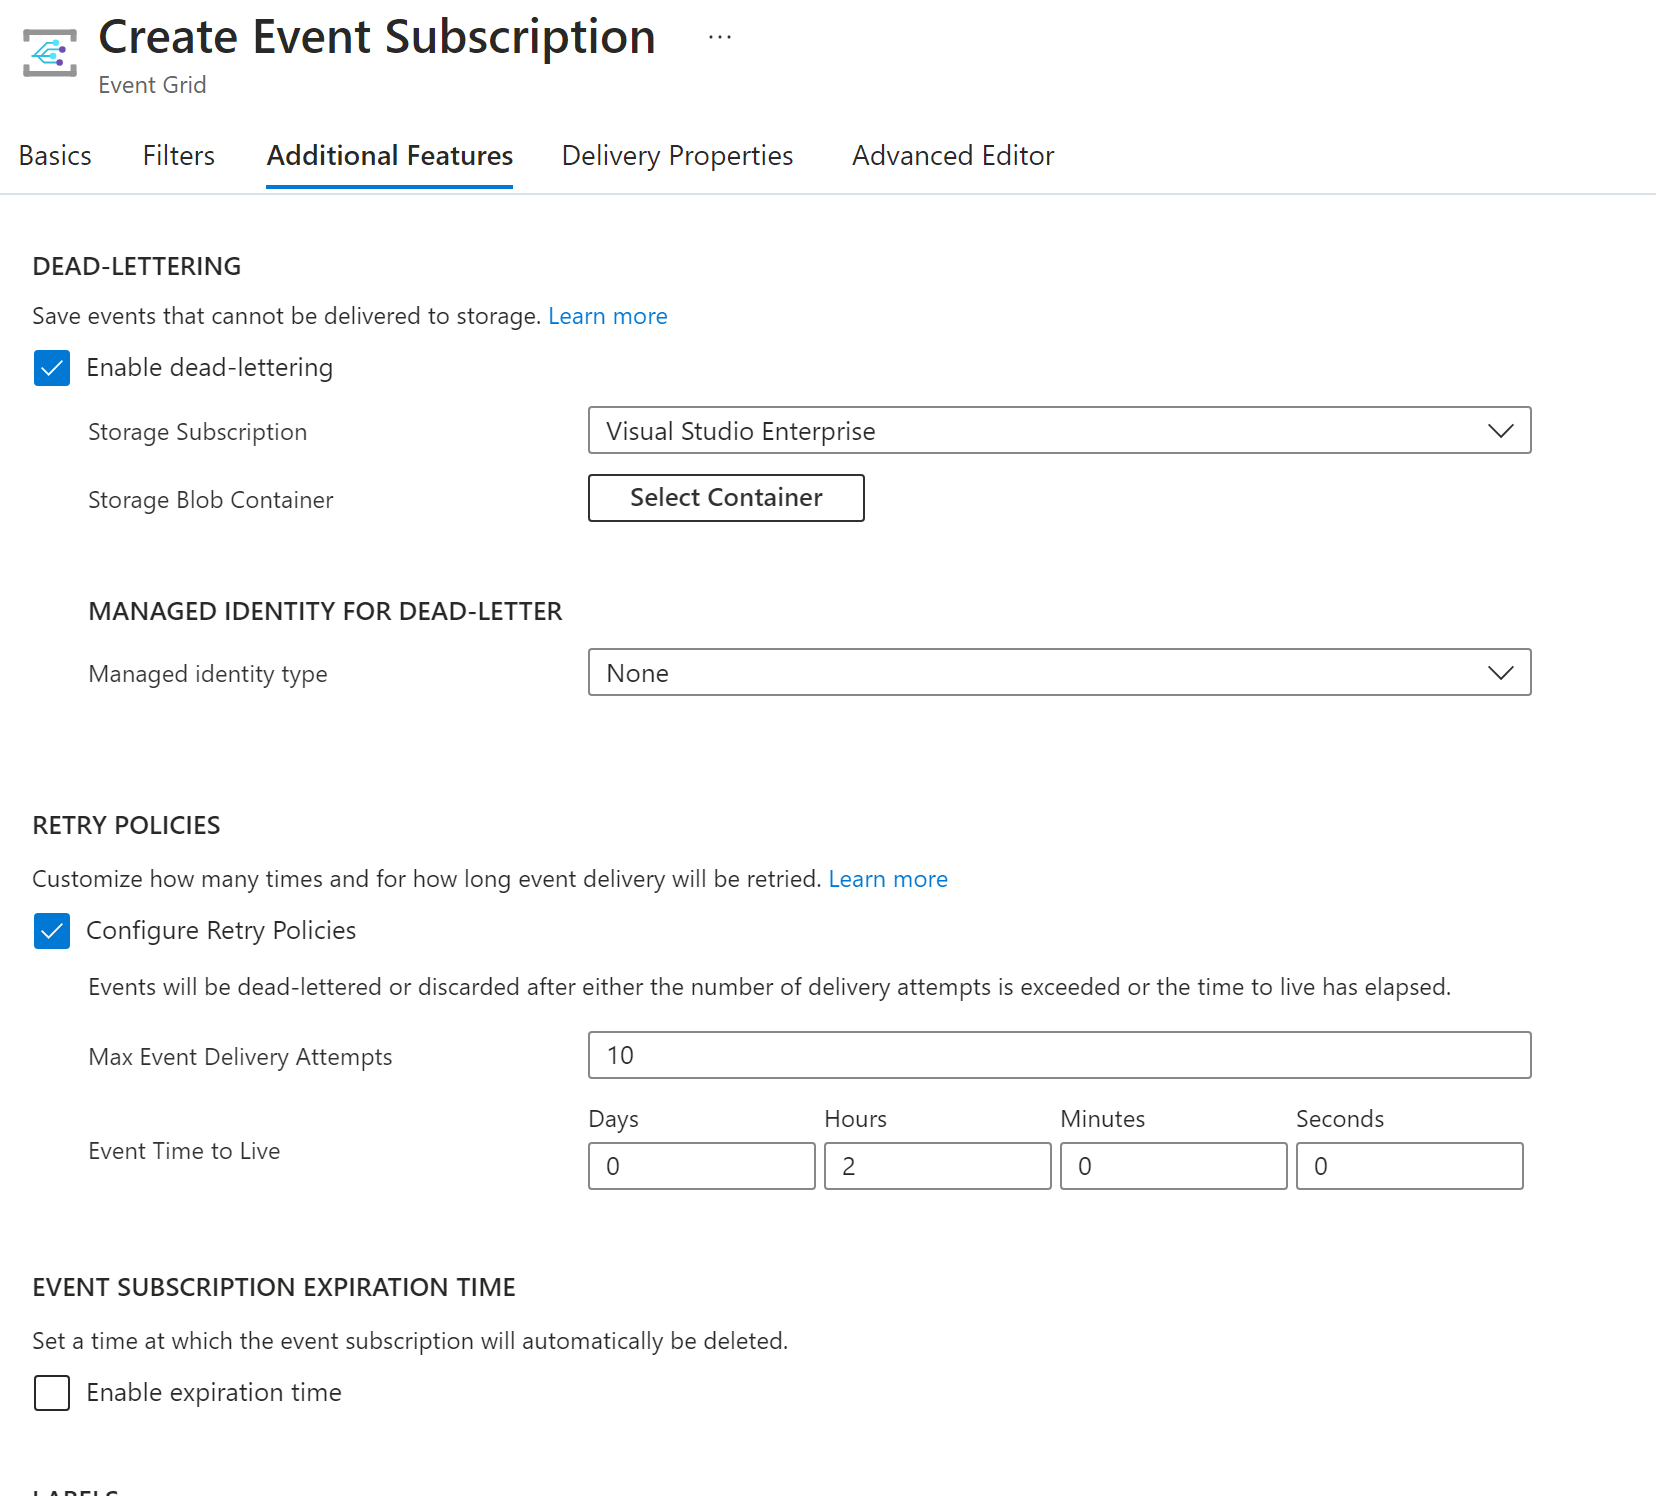 Create Event Subscription ...
Event Grid
Basics Filters Additional Features Delivery Properties Advanced Editor
DEAD-LETTERING
Save events that cannot be delivered to storage. Learn more
Enable dead-lettering
Storage Subscription Visual Studio Enterprise
Storage Blob Container Select Container
MANAGED IDENTITY FOR DEAD-LETTER
Managed identity type None
RETRY POLICIES
Customize how many times and for how long event delivery will be retried. Learn more
Configure Retry Policies
Events will be dead-lettered or discarded after either the number of delivery attempts is exceeded or the time to live has elapsed.
Max Event Delivery Attempts 10
Days Hours Minutes Seconds
Event Time to Live 0 2 0 0
EVENT SUBSCRIPTION EXPIRATION TIME
Set a time at which the event subscription will automatically be deleted.
Enable expiration time
LABELS